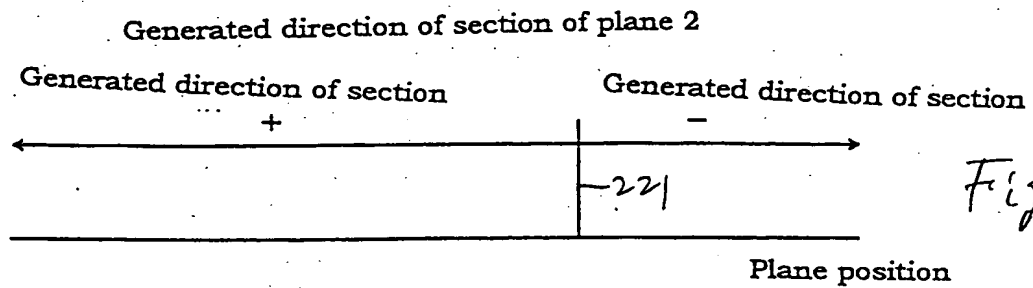 Generated direction of section of plane 2
Generated direction of section
Generated direction of section
+
−
221
Plane position